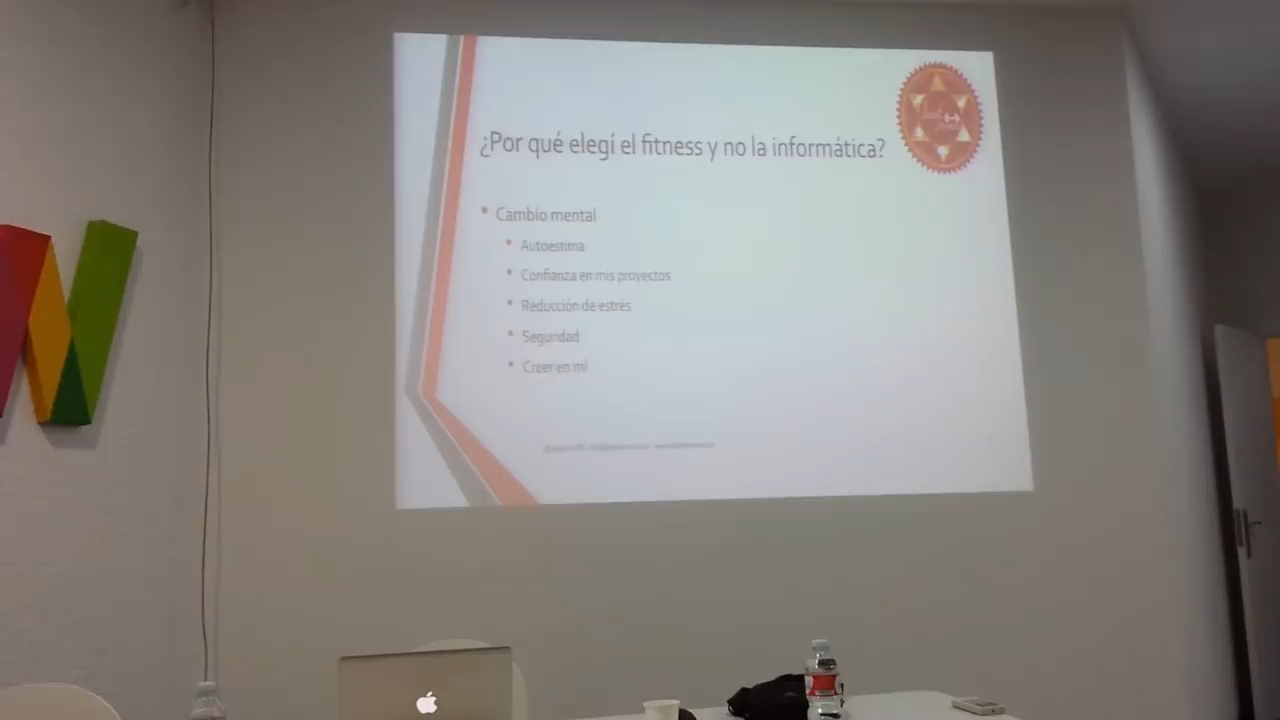 ¿Por qué elegí el fitness y no la informática?
Cambio mental
Autoestima
Confianza en mis proyectos
Reducción de estrés
Seguridad
Creer en mí